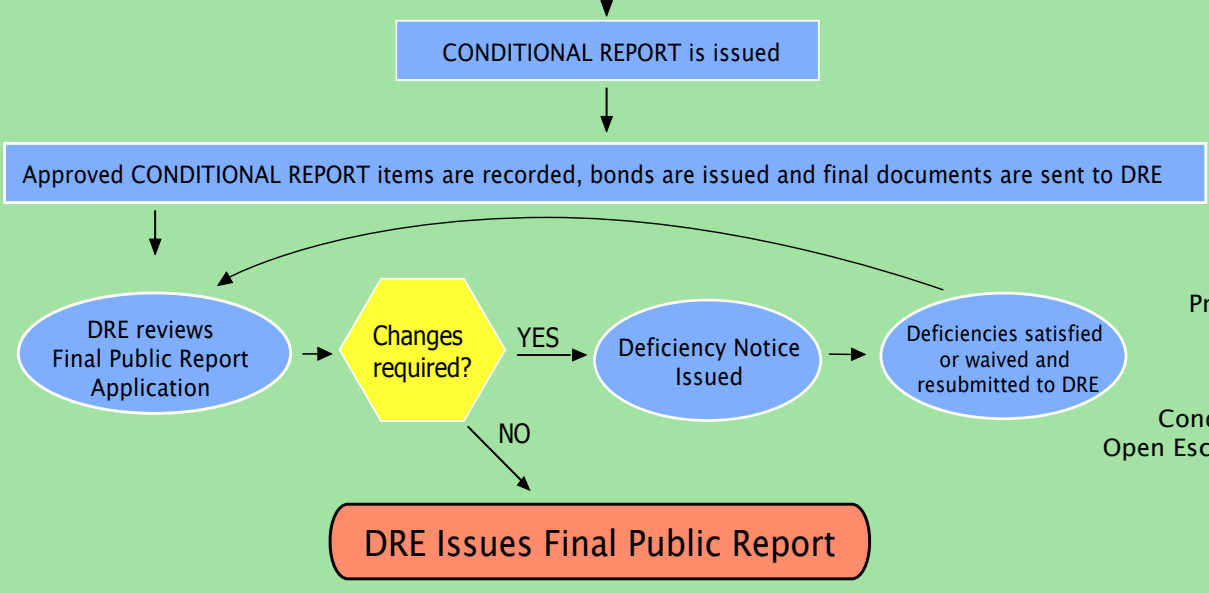 CONDITIONAL REPORT is issued
Approved CONDITIONAL REPORT items are recorded, bonds are issued and final documents are sent to DRE
DRE reviews
Final Public Report
Application
Changes
required?
YES
Deficiency Notice
Issued
Deficiencies satisfied
or waived and
resubmitted to DRE
NO
Open
DRE Issues Final Public Report